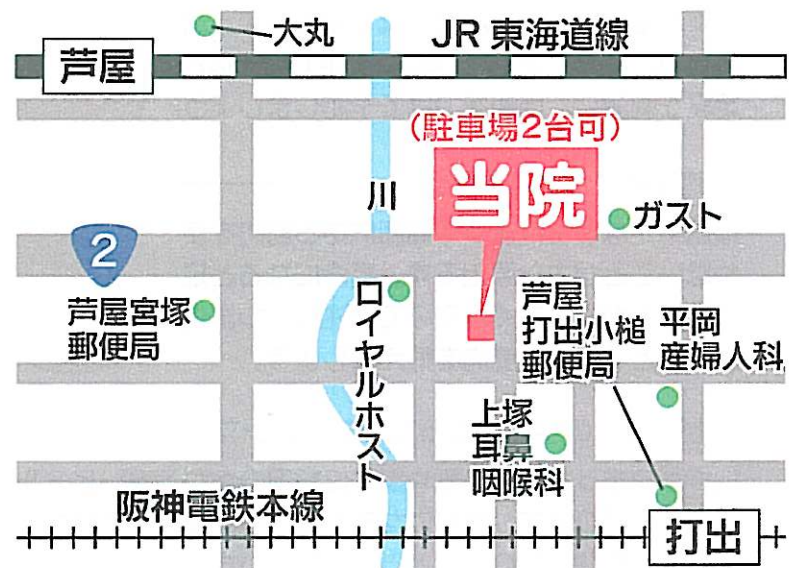 大丸
JR 東海道線
芦屋
(駐車場2台可)
当院
川
ガスト
2
芦屋宮塚
郵便局
ロイヤルホスト
芦屋
打出小槌
郵便局
平岡
産婦人科
上塚
耳鼻
咽喉科
阪神電鉄本線
打出